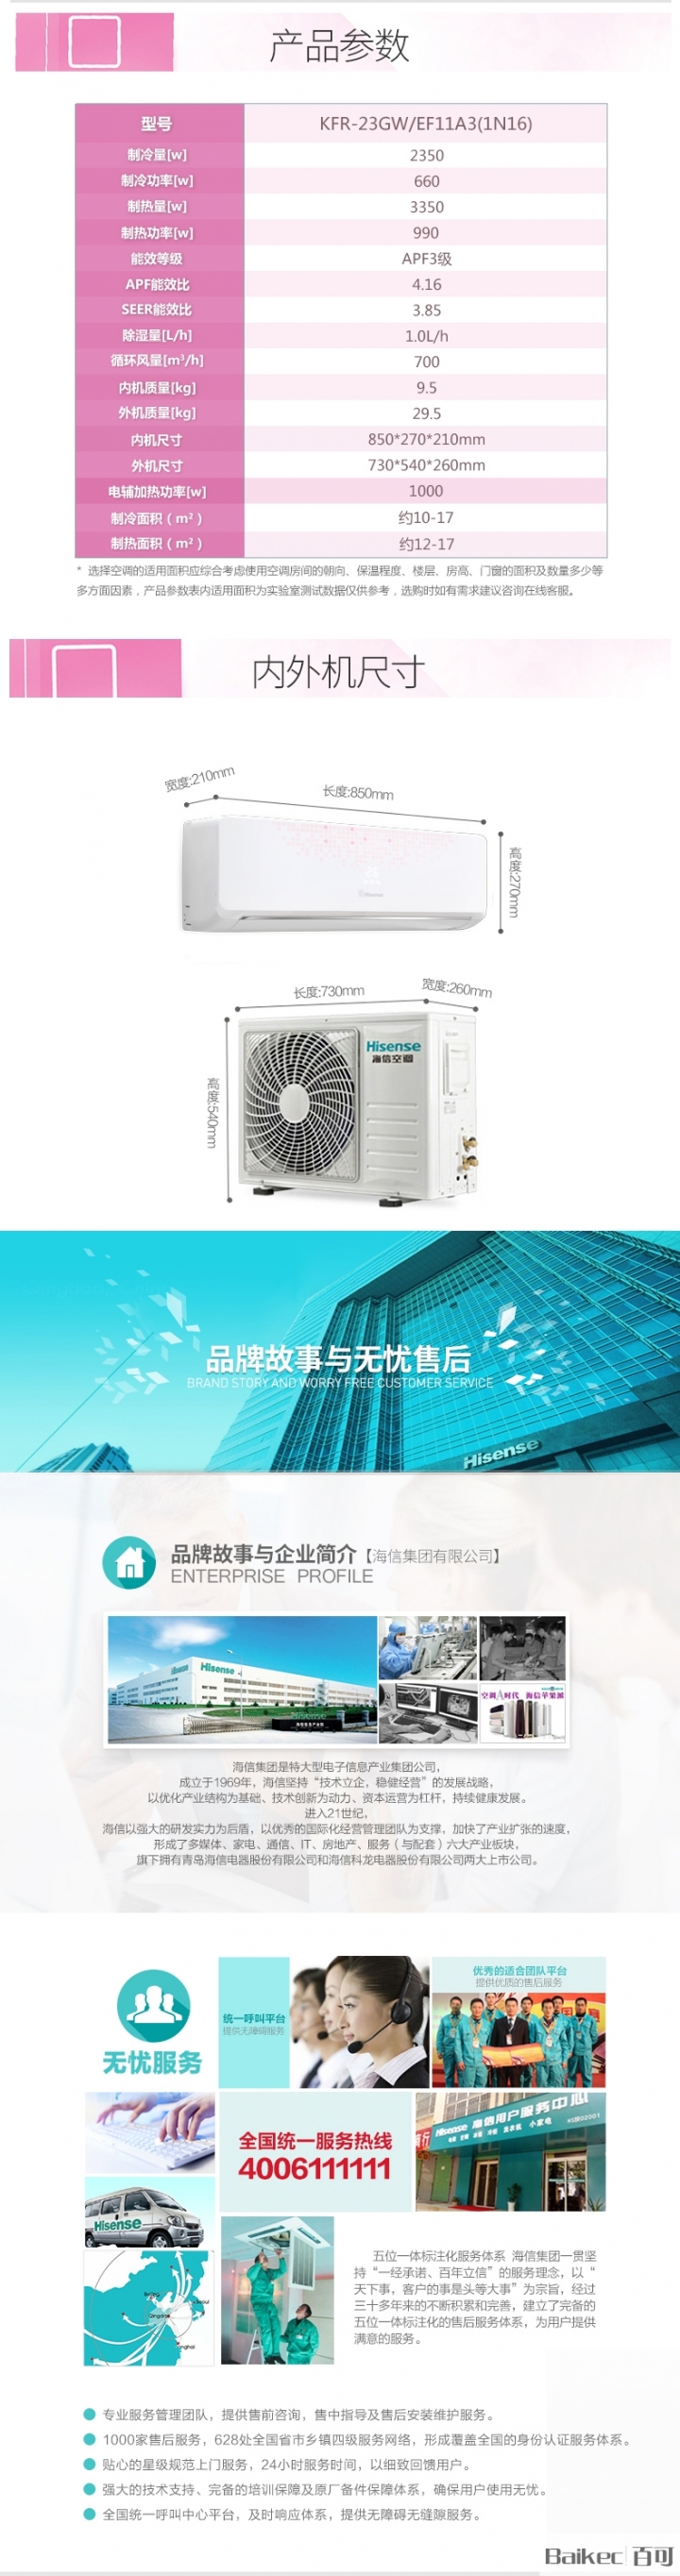 产品参数
型号 KFR-23GW/EF11A3(1N16)
制冷量[w] 2350
制冷功率[w] 660
制热量[w] 3350
制热功率[w] 990
能效等级 APF3级
APF能效比 4.16
SEER能效比 3.85
除湿量[L/h] 1.0L/h
循环风量[m³/h] 700
内机质量[kg] 9.5
外机质量[kg] 29.5
内机尺寸 850*270*210mm
外机尺寸 730*540*260mm
电辅加热功率[w] 1000
制冷面积（m²） 约10-17
制热面积（m²） 约12-17
* 选择空调的适用面积应综合考虑使用空调房间的朝向、保温程度、楼层、房高、门窗的面积及数量多少等
多方面因素，产品参数表内适用面积为实验室测试数据仅供参考，选购时如有需求建议咨询在线客服。
内外机尺寸
宽度:210mm
长度:850mm
高度:270mm
Hisense
长度:730mm
宽度:260mm
高度:540mm
Hisense
海信空调
品牌故事与无忧售后
BRAND STORY AND WORRY FREE CUSTOMER SERVICE
Hisense
品牌故事与企业简介【海信集团有限公司】
ENTERPRISE PROFILE
Hisense
Hisense
Hisense
空调A时代 海信苹果派
海信集团是特大型电子信息产业集团公司，
成立于1969年，海信坚持“技术立企，稳健经营”的发展战略，
以优化产业结构为基础、技术创新为动力、资本运营为杠杆，持续健康发展。
进入21世纪，
海信以强大的研发实力为后盾，以优秀的国际化经营管理团队为支撑，加快了产业扩张的速度，
形成了多媒体、家电、通信、IT、房地产、服务（与配套）六大产业板块，
旗下拥有青岛海信电器股份有限公司和海信科龙电器股份有限公司两大上市公司。
无忧服务
统一呼叫平台
提供无障碍服务
优秀的适合团队平台
提供优质的售后服务
全国统一服务热线
4006111111
Hisense 海信用户服务中心
Hisense
Beijing
Seoul
Qingdao
五位一体标注化服务体系 海信集团一贯坚
持“一经承诺、百年立信”的服务理念，以“
天下事，客户的事是头等大事”为宗旨，经过
三十多年来的不断积累和完善，建立了完备的
五位一体标注化的售后服务体系，为用户提供
满意的服务。
专业服务管理团队，提供售前咨询，售中指导及售后安装维护服务。
1000家售后服务，628处全国省市乡镇四级服务网络，形成覆盖全国的身份认证服务体系。
贴心的星级规范上门服务，24小时服务时间，以细致回馈用户。
强大的技术支持、完备的培训保障及原厂备件保障体系，确保用户使用无忧。
全国统一呼叫中心平台，及时响应体系，提供无障碍无缝隙服务。
Baikec 百可